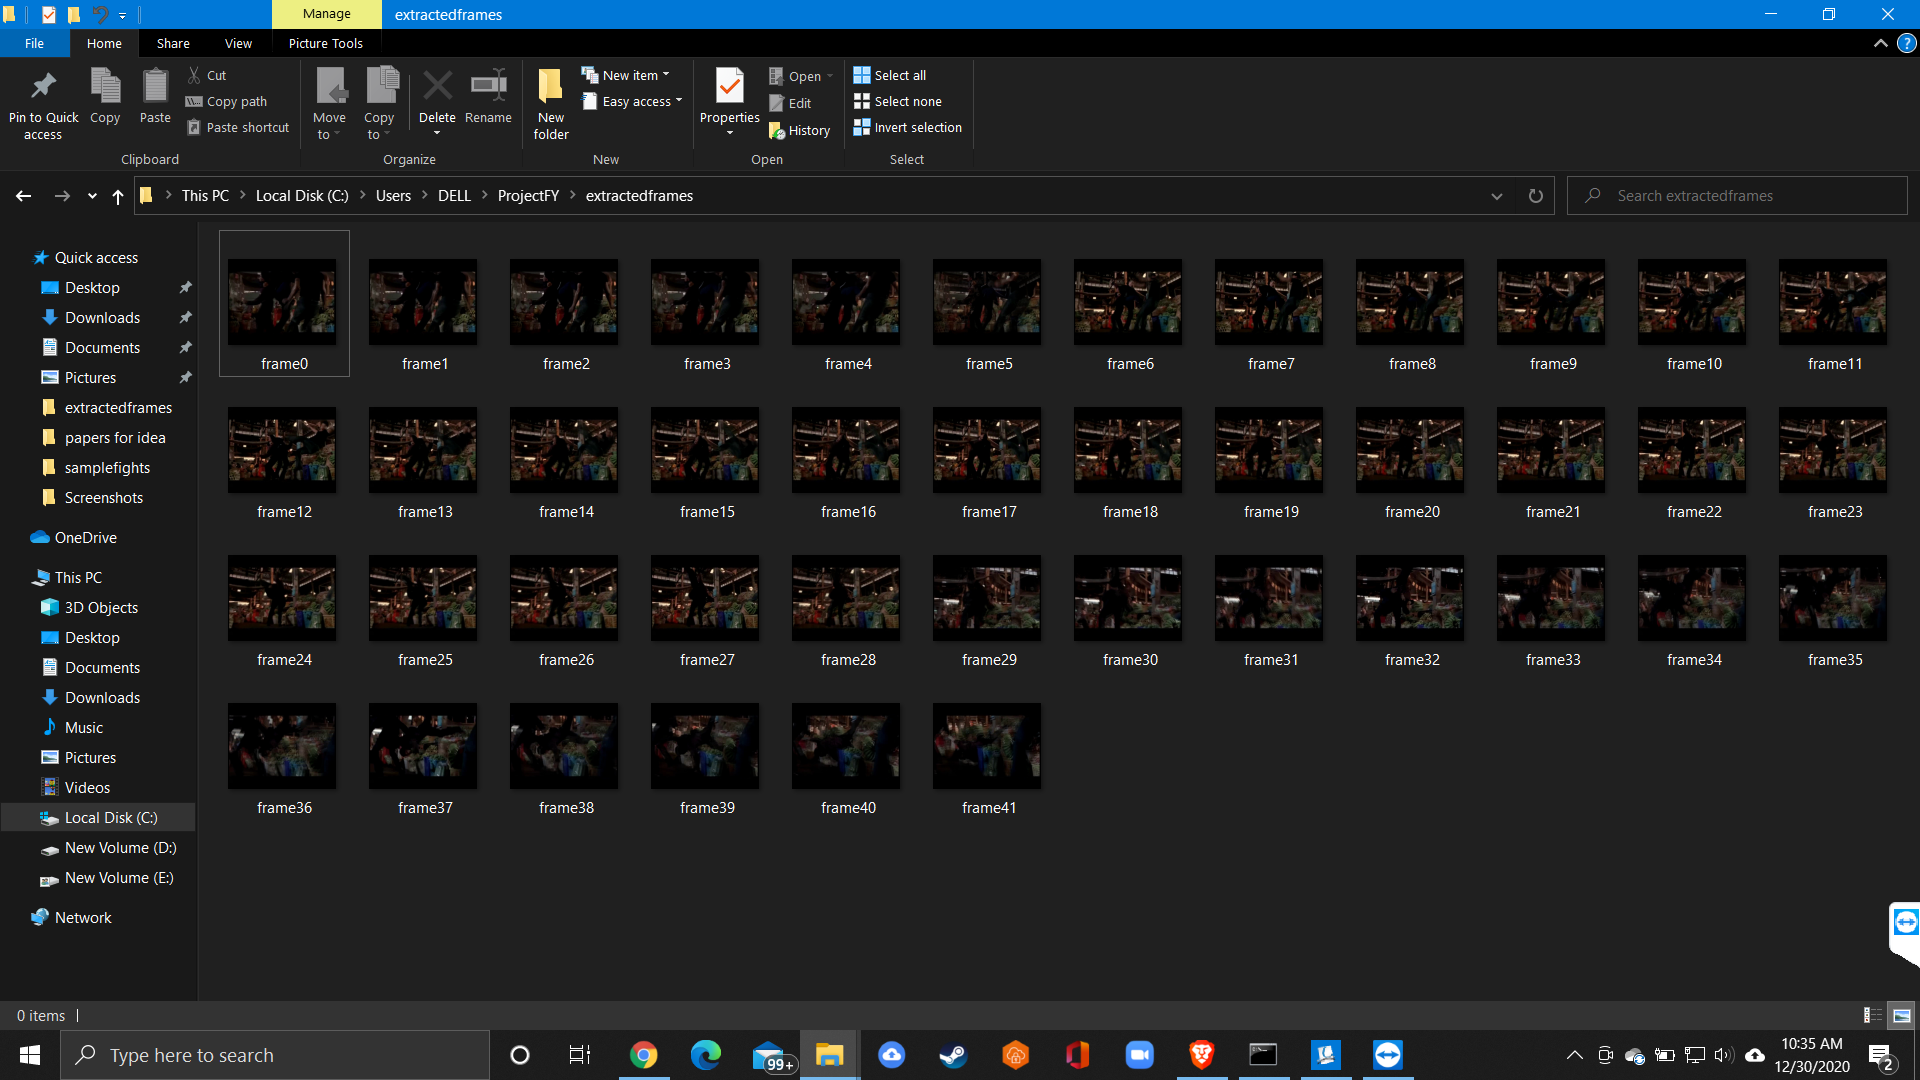 Manage
extractedframes
File
Home
Share
View
Picture Tools
Pin to Quick access
Copy
Paste
Cut
Copy path
Paste shortcut
Clipboard
Move to
Copy to
Delete
Rename
Organize
New folder
New item
Easy access
New
Properties
Open
Edit
History
Open
Select all
Select none
Invert selection
Select
This PC
Local Disk (C:)
Users
DELL
ProjectFY
extractedframes
Search extractedframes
Quick access
Desktop
Downloads
Documents
Pictures
extractedframes
papers for idea
samplefights
Screenshots
OneDrive
This PC
3D Objects
Desktop
Documents
Downloads
Music
Pictures
Videos
Local Disk (C:)
New Volume (D:)
New Volume (E:)
Network
frame0 frame1 frame2 frame3 frame4 frame5 frame6 frame7 frame8 frame9 frame10 frame11
frame12 frame13 frame14 frame15 frame16 frame17 frame18 frame19 frame20 frame21 frame22 frame23
frame24 frame25 frame26 frame27 frame28 frame29 frame30 frame31 frame32 frame33 frame34 frame35
frame36 frame37 frame38 frame39 frame40 frame41
0 items
Type here to search
99+
10:35 AM
12/30/2020
2